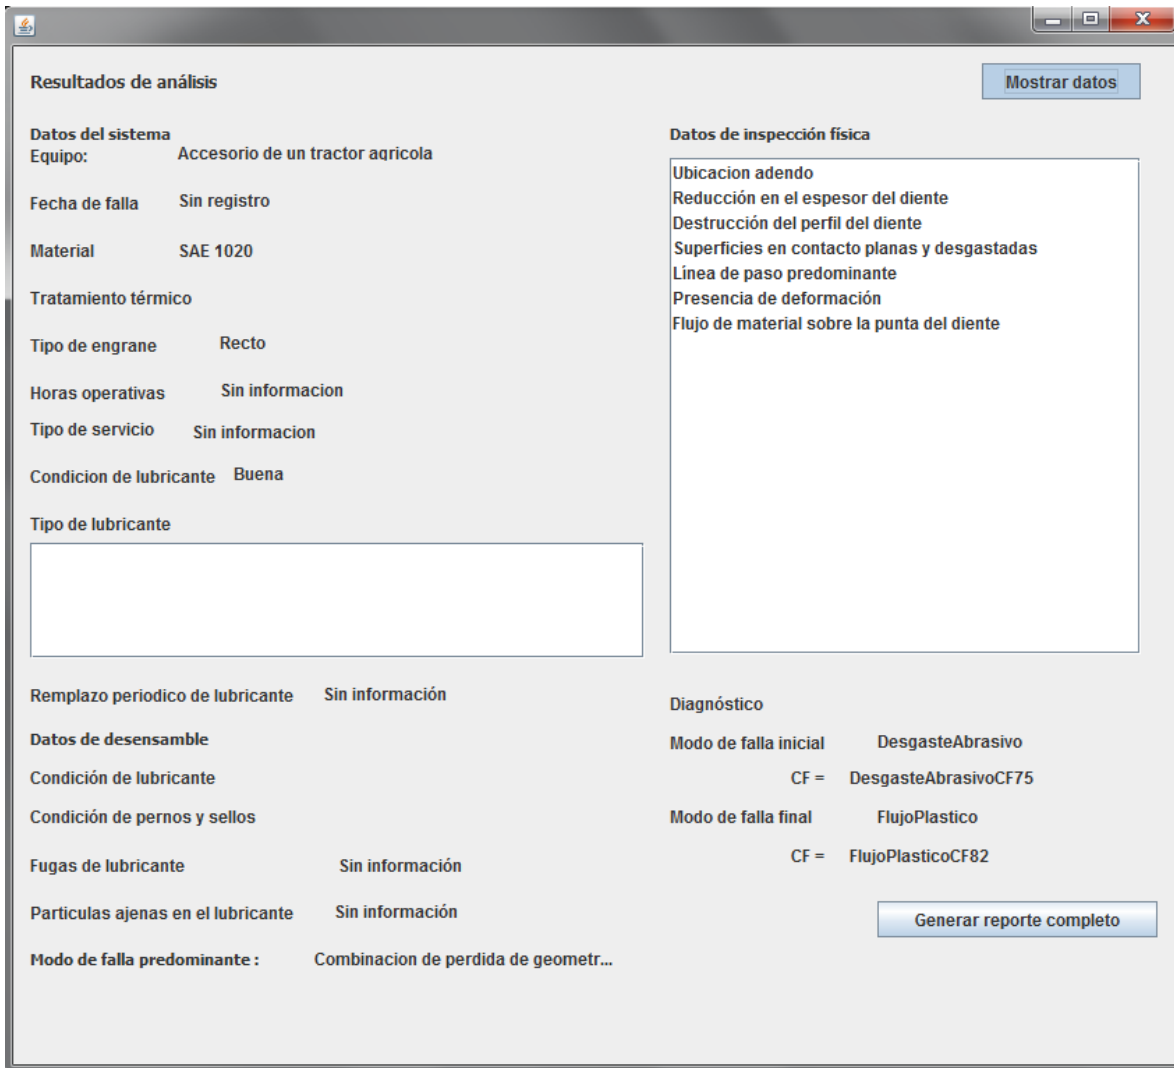 Resultados de análisis
Mostrar datos
Datos del sistema
Equipo: Accesorio de un tractor agricola
Fecha de falla Sin registro
Material SAE 1020
Tratamiento térmico
Tipo de engrane Recto
Horas operativas Sin informacion
Tipo de servicio Sin informacion
Condicion de lubricante Buena
Tipo de lubricante
Remplazo periodico de lubricante Sin información
Datos de desensamble
Condición de lubricante
Condición de pernos y sellos
Fugas de lubricante Sin información
Particulas ajenas en el lubricante Sin información
Modo de falla predominante : Combinacion de perdida de geometr...
Datos de inspección física
Ubicacion adendo
Reducción en el espesor del diente
Destrucción del perfil del diente
Superficies en contacto planas y desgastadas
Línea de paso predominante
Presencia de deformación
Flujo de material sobre la punta del diente
Diagnóstico
Modo de falla inicial DesgasteAbrasivo
CF = DesgasteAbrasivoCF75
Modo de falla final FlujoPlastico
CF = FlujoPlasticoCF82
Generar reporte completo